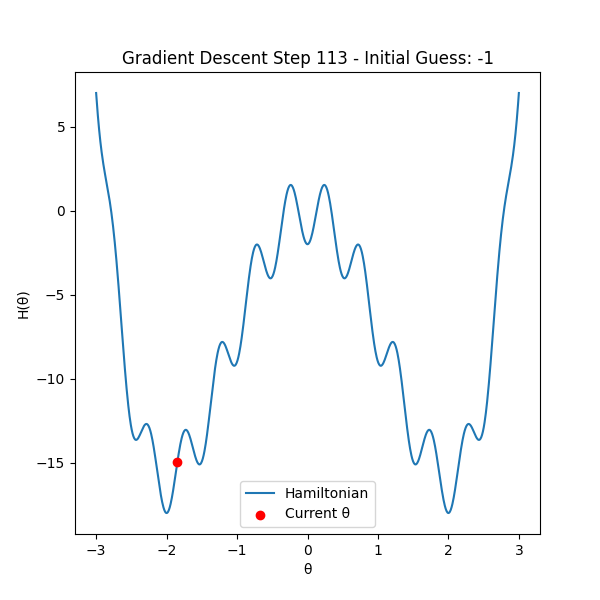 Gradient Descent Step 113 - Initial Guess: -1
5
0
−5
−10
−15
H(θ)
Hamiltonian
Current θ
−3 −2 −1 0 1 2 3
θ